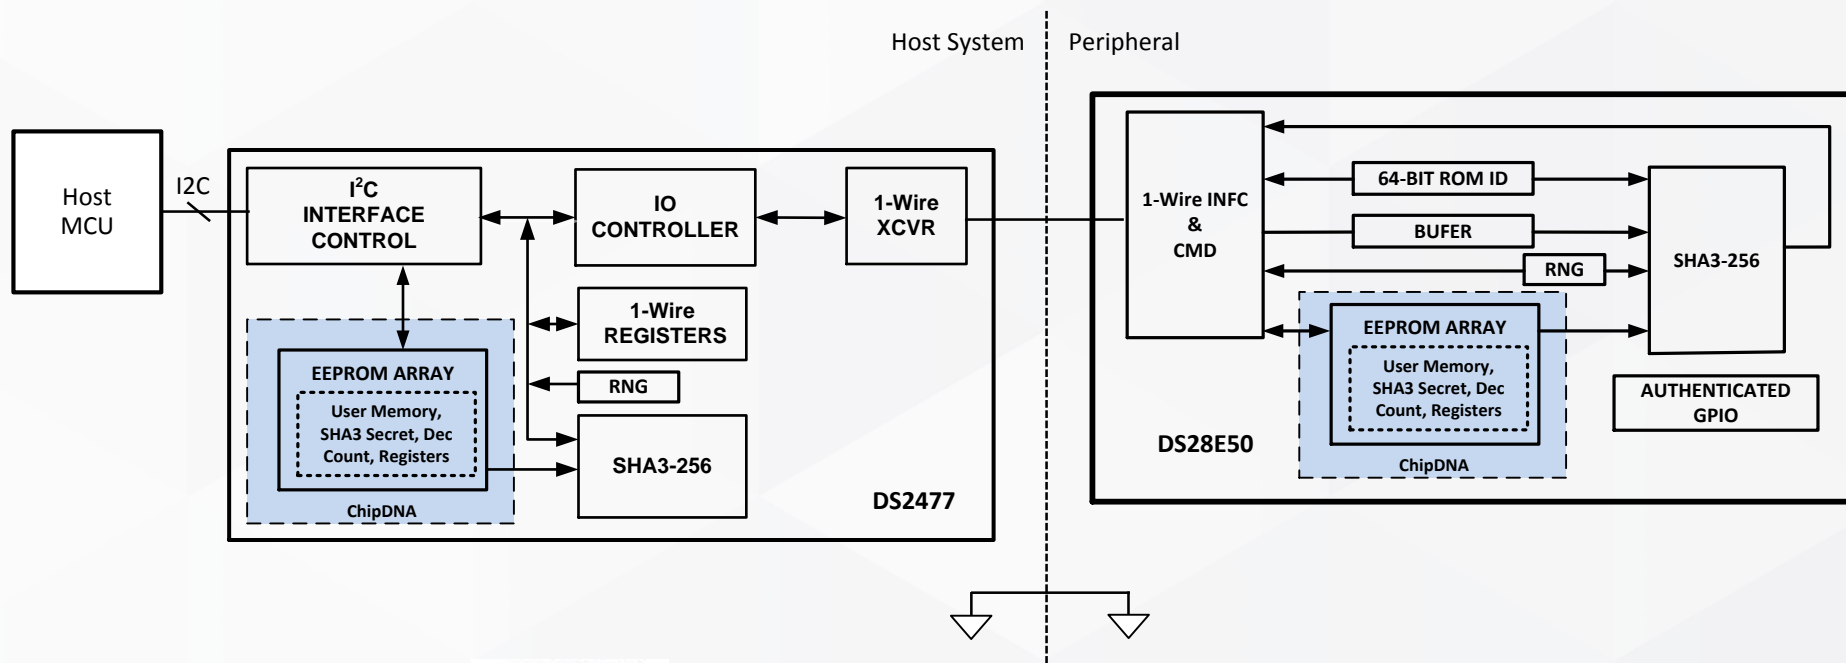 Host System
Peripheral
Host
MCU
I2C
I²C
INTERFACE
CONTROL
IO
CONTROLLER
1-Wire
XCVR
1-Wire
REGISTERS
RNG
EEPROM ARRAY
User Memory,
SHA3 Secret, Dec
Count, Registers
ChipDNA
SHA3-256
DS2477
1-Wire INFC
&
CMD
64-BIT ROM ID
BUFER
RNG
SHA3-256
EEPROM ARRAY
User Memory,
SHA3 Secret, Dec
Count, Registers
ChipDNA
AUTHENTICATED
GPIO
DS28E50